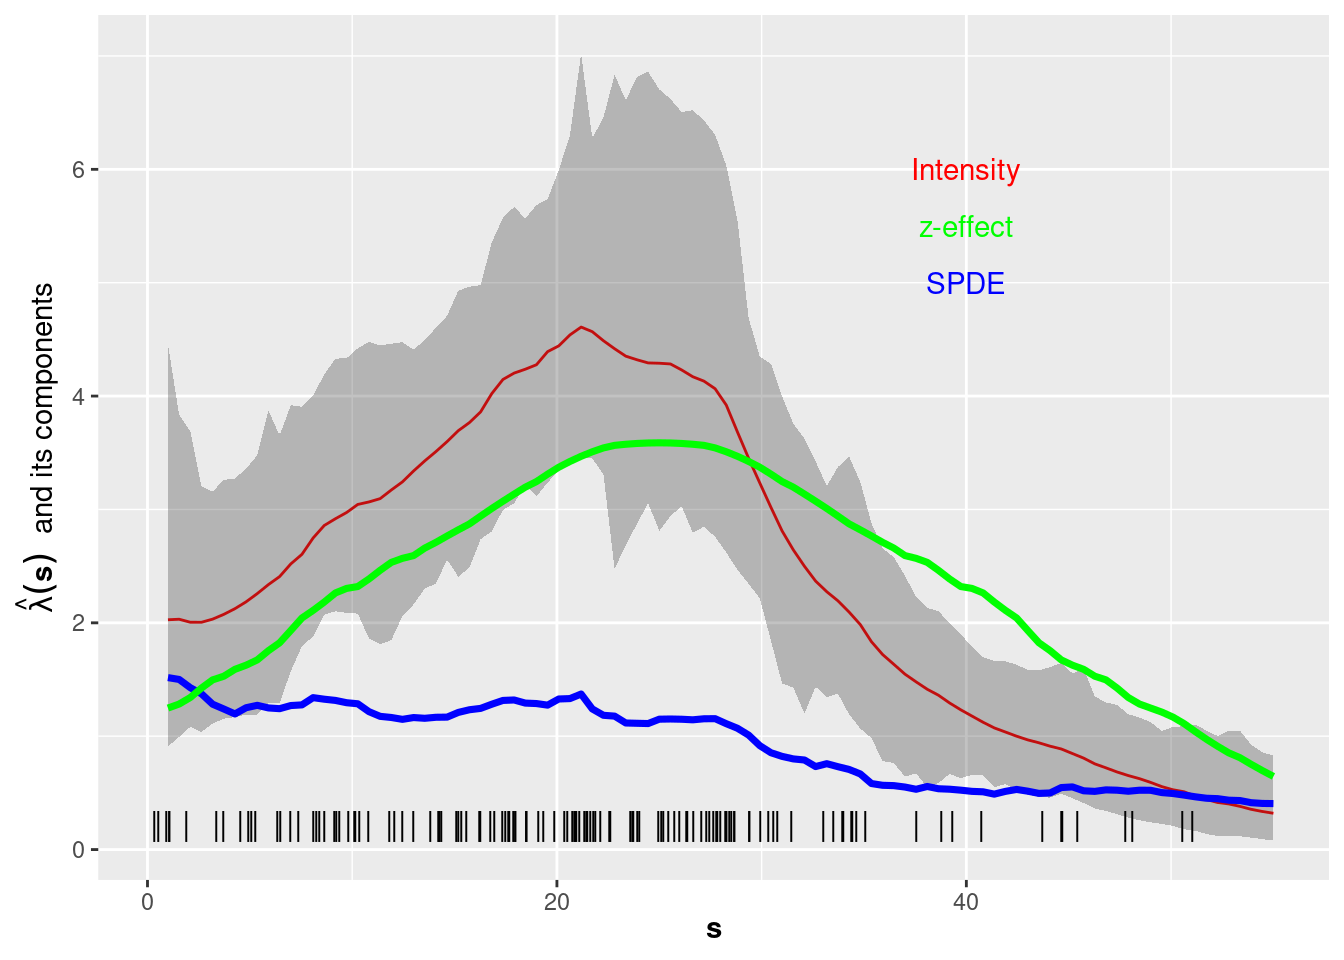 λ̂(s) and its components
6
4
2
0
Intensity
z-effect
SPDE
0 20 40
s